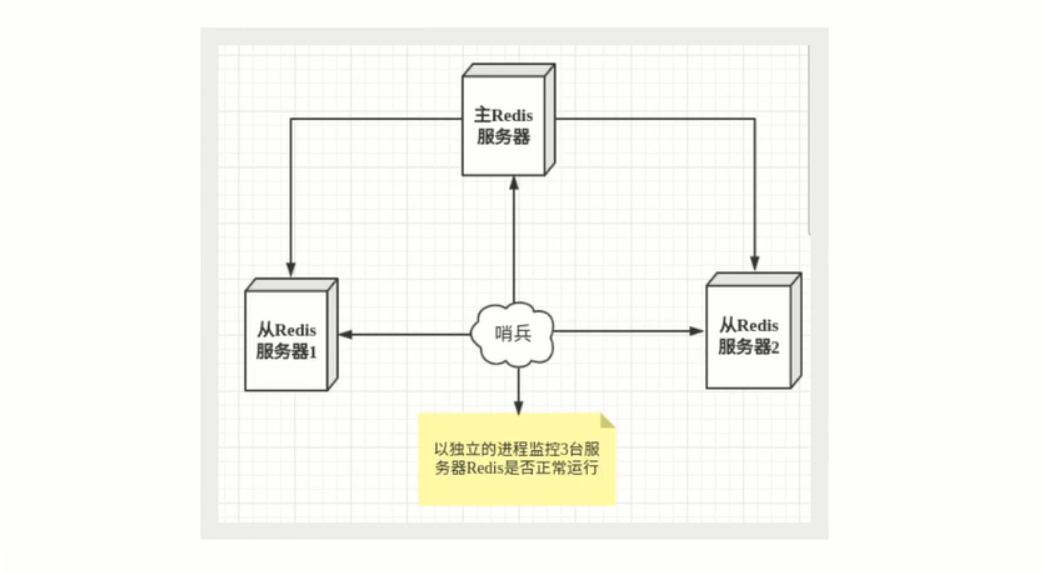 主Redis
服务器
从Redis
服务器1
哨兵
从Redis
服务器2
以独立的进程监控3台服
务器Redis是否正常运行